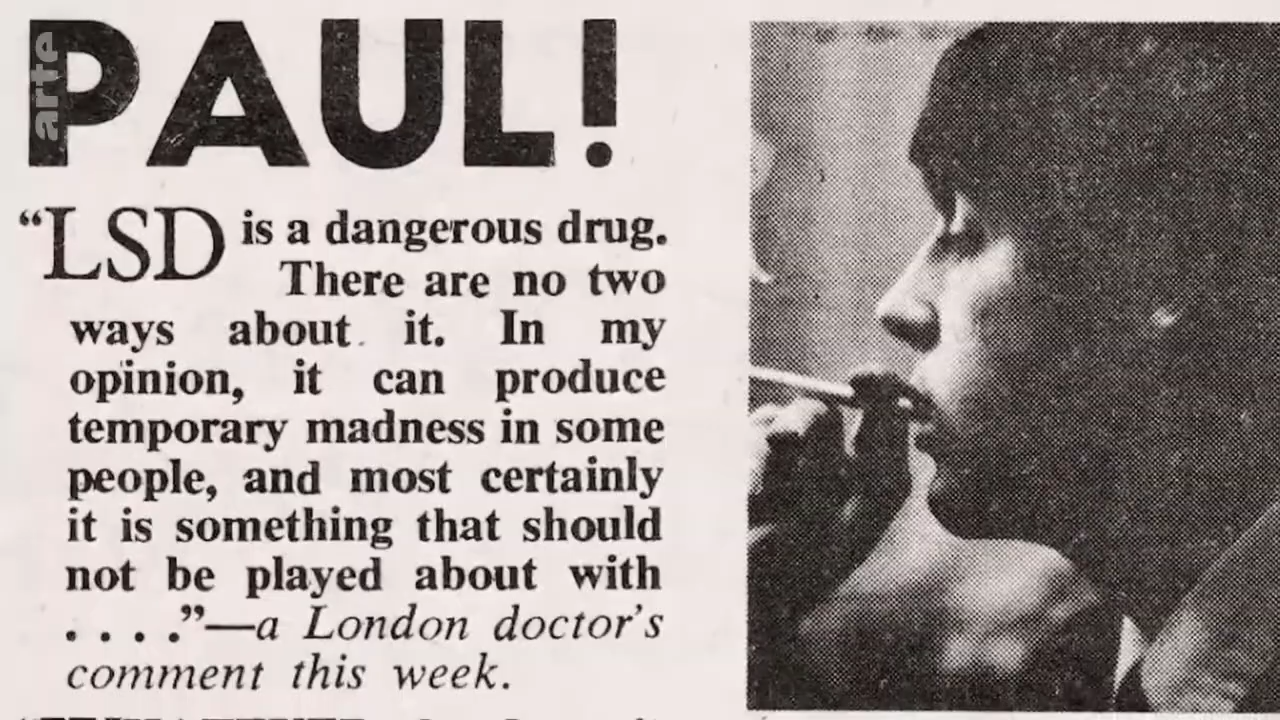 arte
PAUL!
“LSD is a dangerous drug.
There are no two
ways about it. In my
opinion, it can produce
temporary madness in some
people, and most certainly
it is something that should
not be played about with
. . . .”—a London doctor’s
comment this week.